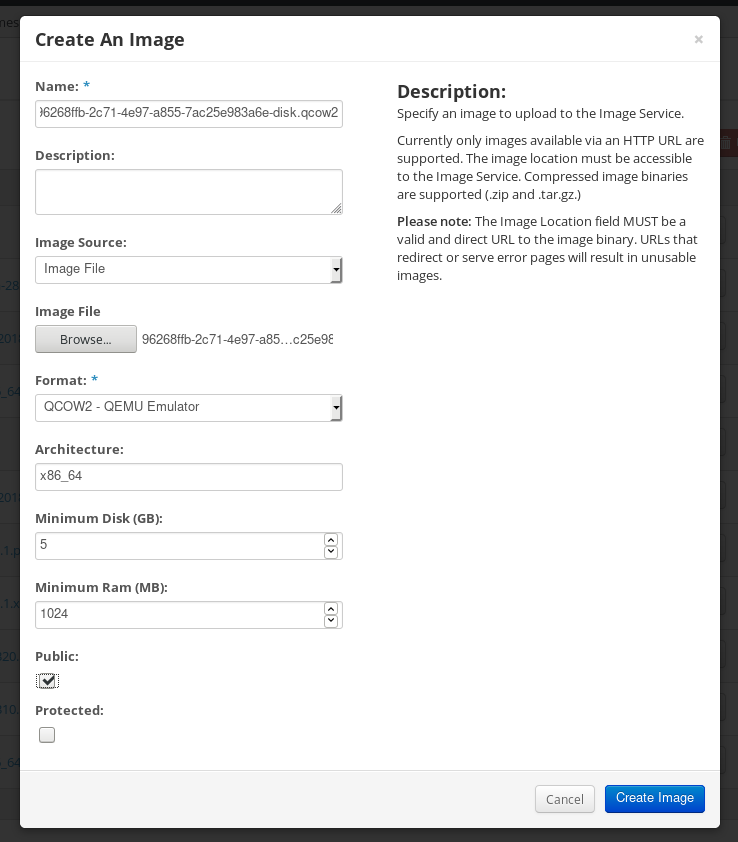 Create An Image
×
Name: *
96268ffb-2c71-4e97-a855-7ac25e983a6e-disk.qcow2
Description:
Image Source:
Image File
Image File
Browse...
96268ffb-2c71-4e97-a85…c25e98
Format: *
QCOW2 - QEMU Emulator
Architecture:
x86_64
Minimum Disk (GB):
5
Minimum Ram (MB):
1024
Public:
Protected:
Description:
Specify an image to upload to the Image Service.
Currently only images available via an HTTP URL are
supported. The image location must be accessible
to the Image Service. Compressed image binaries
are supported (.zip and .tar.gz.)
Please note: The Image Location field MUST be a
valid and direct URL to the image binary. URLs that
redirect or serve error pages will result in unusable
images.
Cancel
Create Image